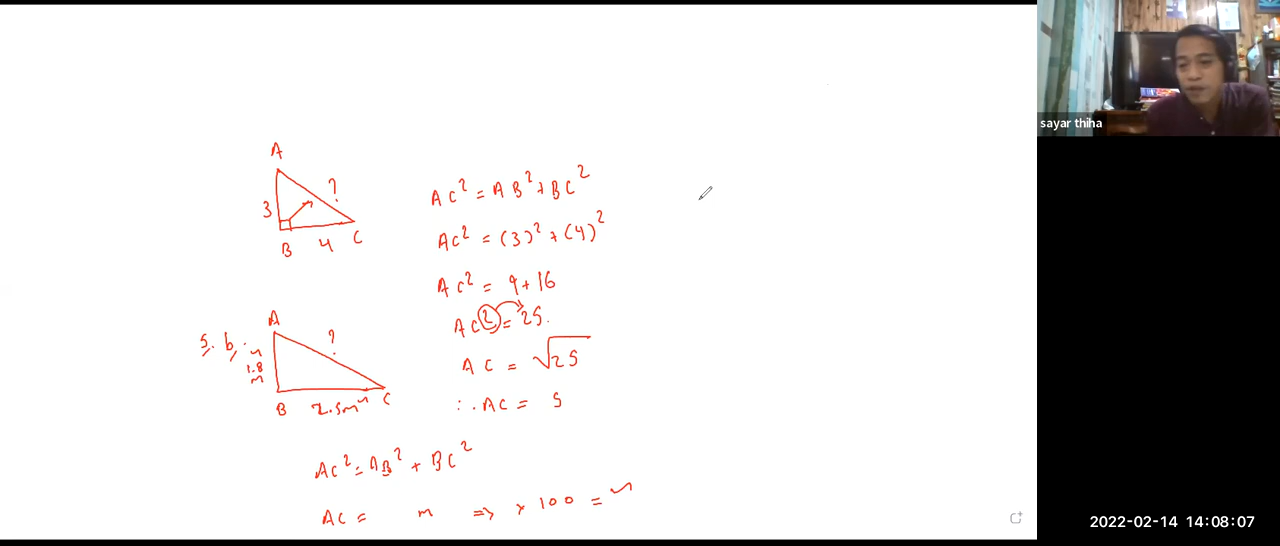 A
3
?
B
4
C
AC² = AB² + BC²
AC² = (3)² + (4)²
AC² = 9 + 16
AC² = 25.
AC = √25
∴ AC = 5
5. b.
A
?
1.8
m
B
2.5m
C
AC² = AB² + BC²
AC = m ⇒ × 100 =
sayar thiha
2022-02-14 14:08:07